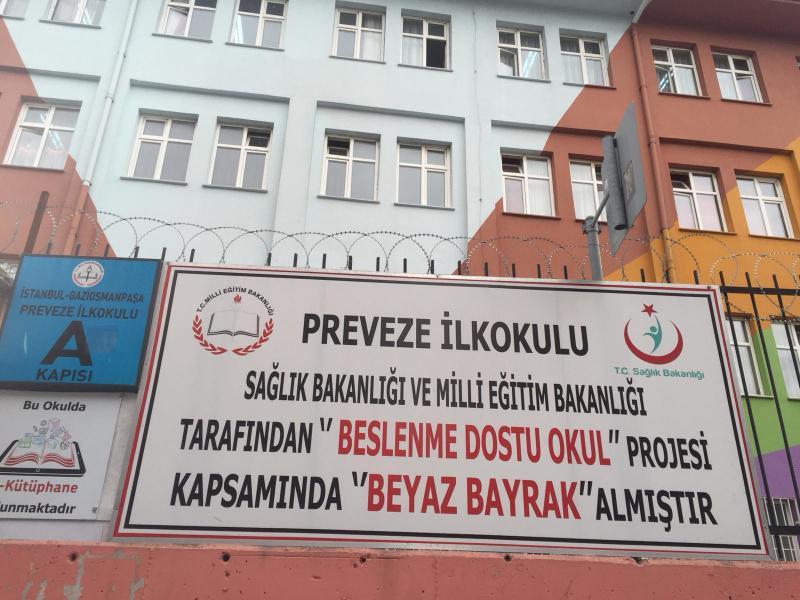 İSTANBUL-GAZİOSMANPAŞA
PREVEZE İLKOKULU
A
KAPISI
Bu Okulda
-Kütüphane
unmaktadır
T.C. MİLLİ EĞİTİM BAKANLIĞI
PREVEZE İLKOKULU
T.C. Sağlık Bakanlığı
SAĞLIK BAKANLIĞI VE MİLLİ EĞİTİM BAKANLIĞI
TARAFINDAN " BESLENME DOSTU OKUL" PROJESİ
KAPSAMINDA "BEYAZ BAYRAK" ALMIŞTIR